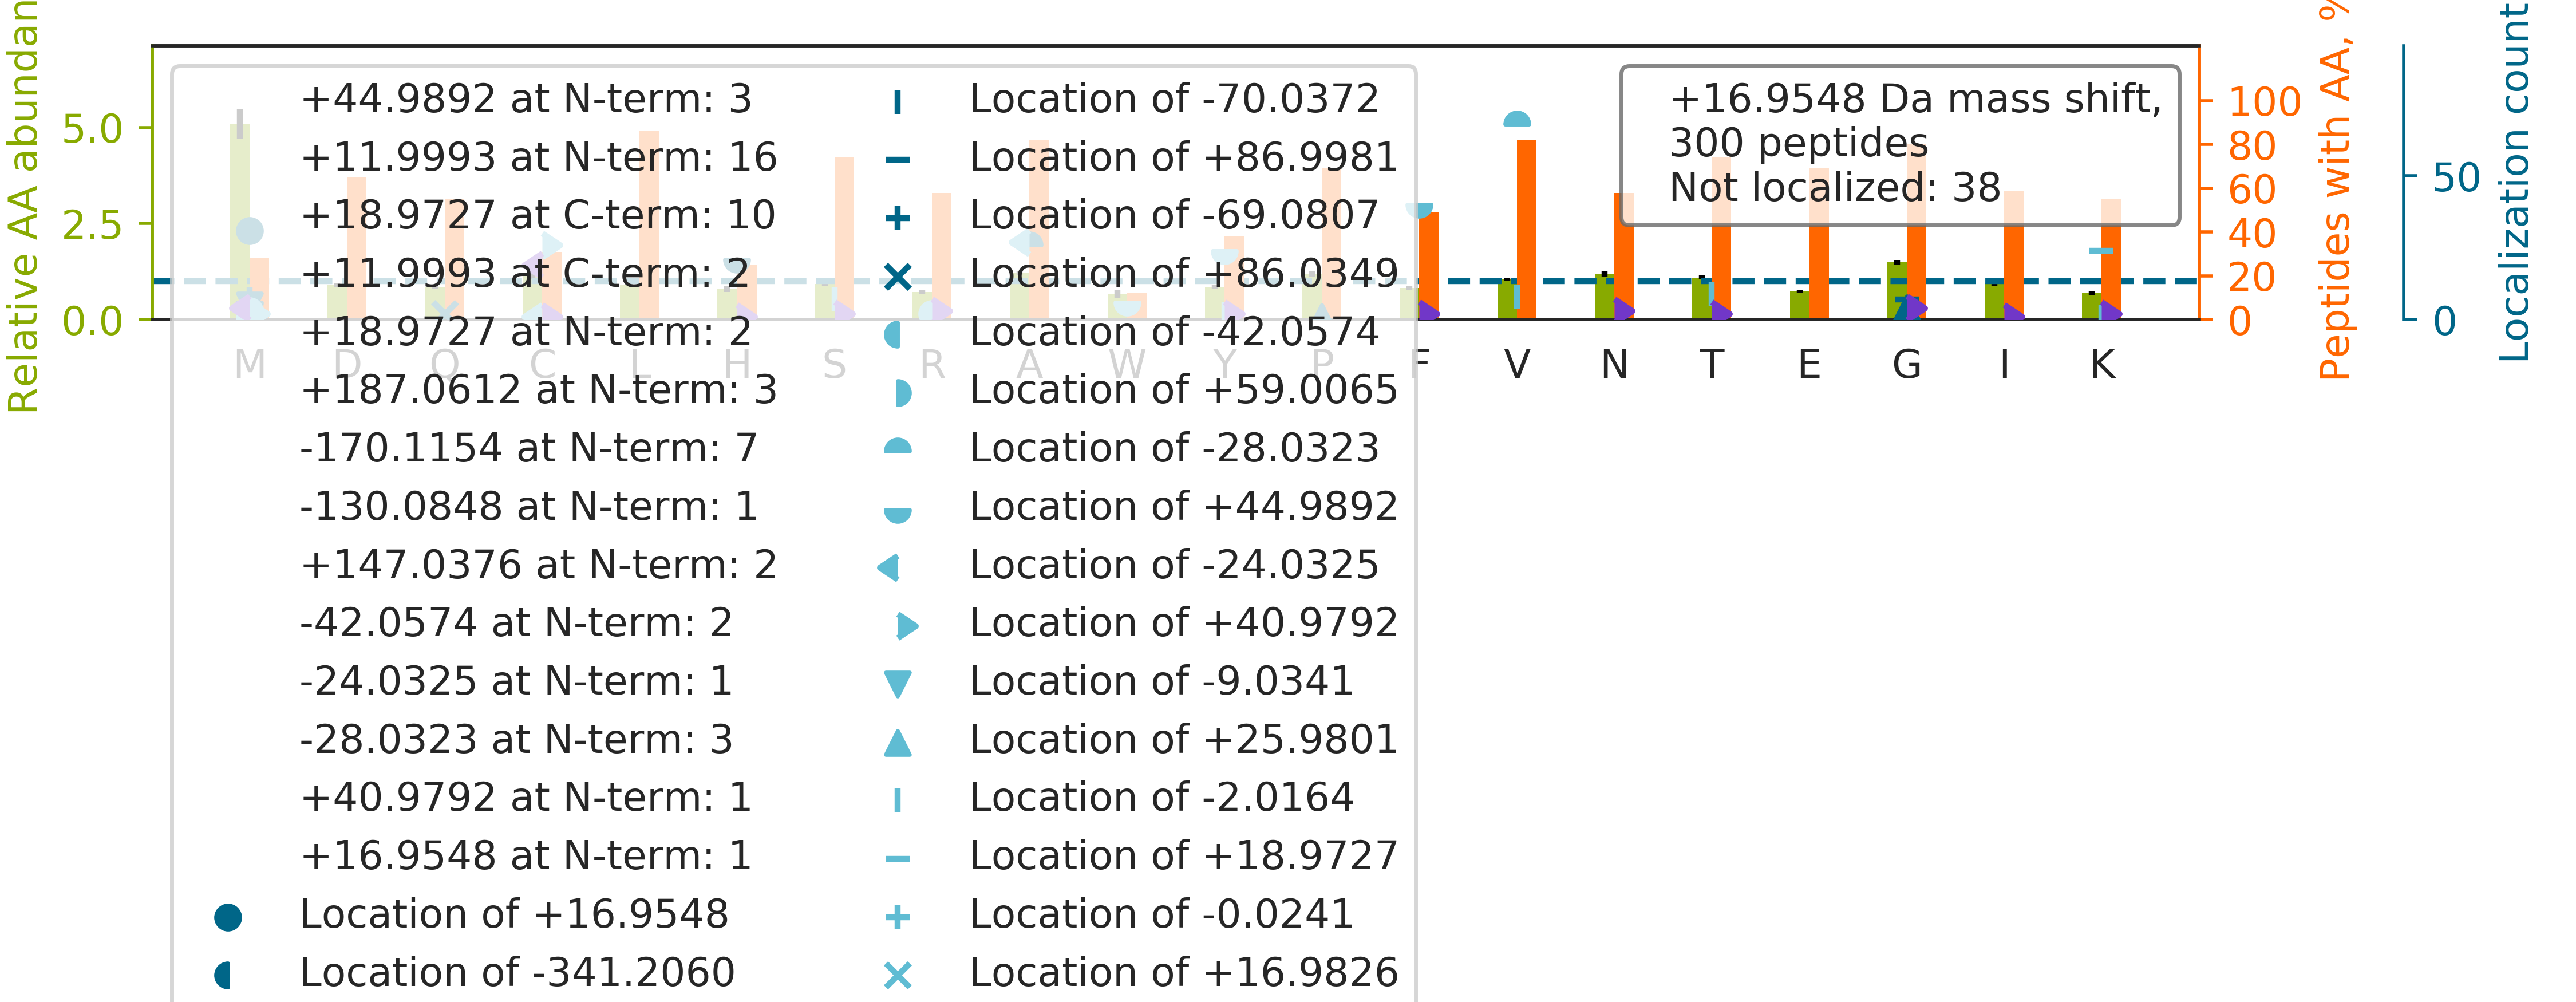 Relative AA abundan
5.0
2.5
0.0
+44.9892 at N-term: 3
+11.9993 at N-term: 16
+18.9727 at C-term: 10
+11.9993 at C-term: 2
+18.9727 at N-term: 2
+187.0612 at N-term: 3
-170.1154 at N-term: 7
-130.0848 at N-term: 1
+147.0376 at N-term: 2
-42.0574 at N-term: 2
-24.0325 at N-term: 1
-28.0323 at N-term: 3
+40.9792 at N-term: 1
+16.9548 at N-term: 1
Location of +16.9548
Location of -341.2060
Location of -70.0372
Location of +86.9981
Location of -69.0807
Location of +86.0349
Location of -42.0574
Location of +59.0065
Location of -28.0323
Location of +44.9892
Location of -24.0325
Location of +40.9792
Location of -9.0341
Location of +25.9801
Location of -2.0164
Location of +18.9727
Location of -0.0241
Location of +16.9826
+16.9548 Da mass shift,
300 peptides
Not localized: 38
M D Q C L H S R A W Y P F V N T E G I K
100
80
60
40
20
0
Peptides with AA, %
50
0
Localization count